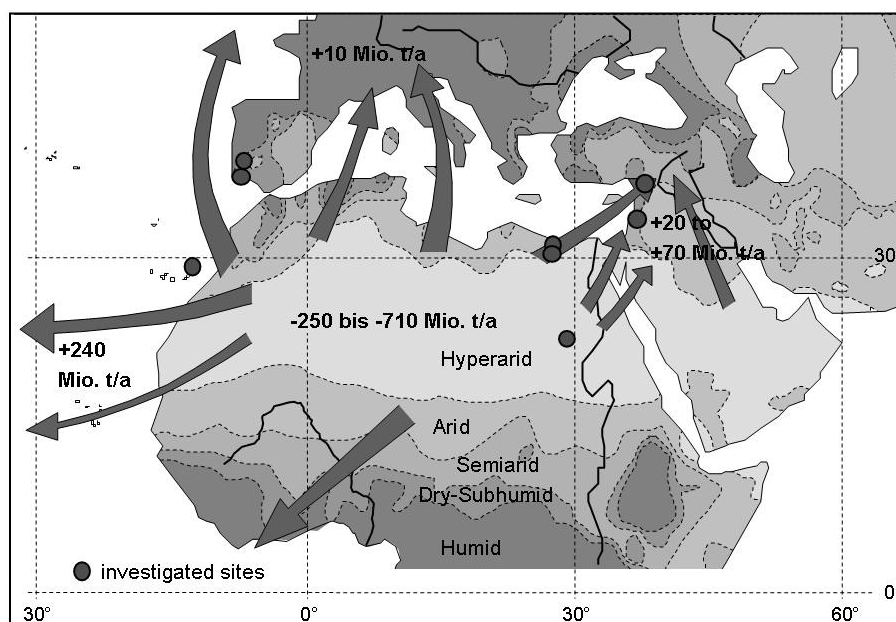 +10 Mio. t/a
+20 to
+70 Mio. t/a
30
-250 bis -710 Mio. t/a
+240
Mio. t/a
Hyperarid
Arid
Semiarid
Dry-Subhumid
Humid
investigated sites
0
30°
0°
30°
60°